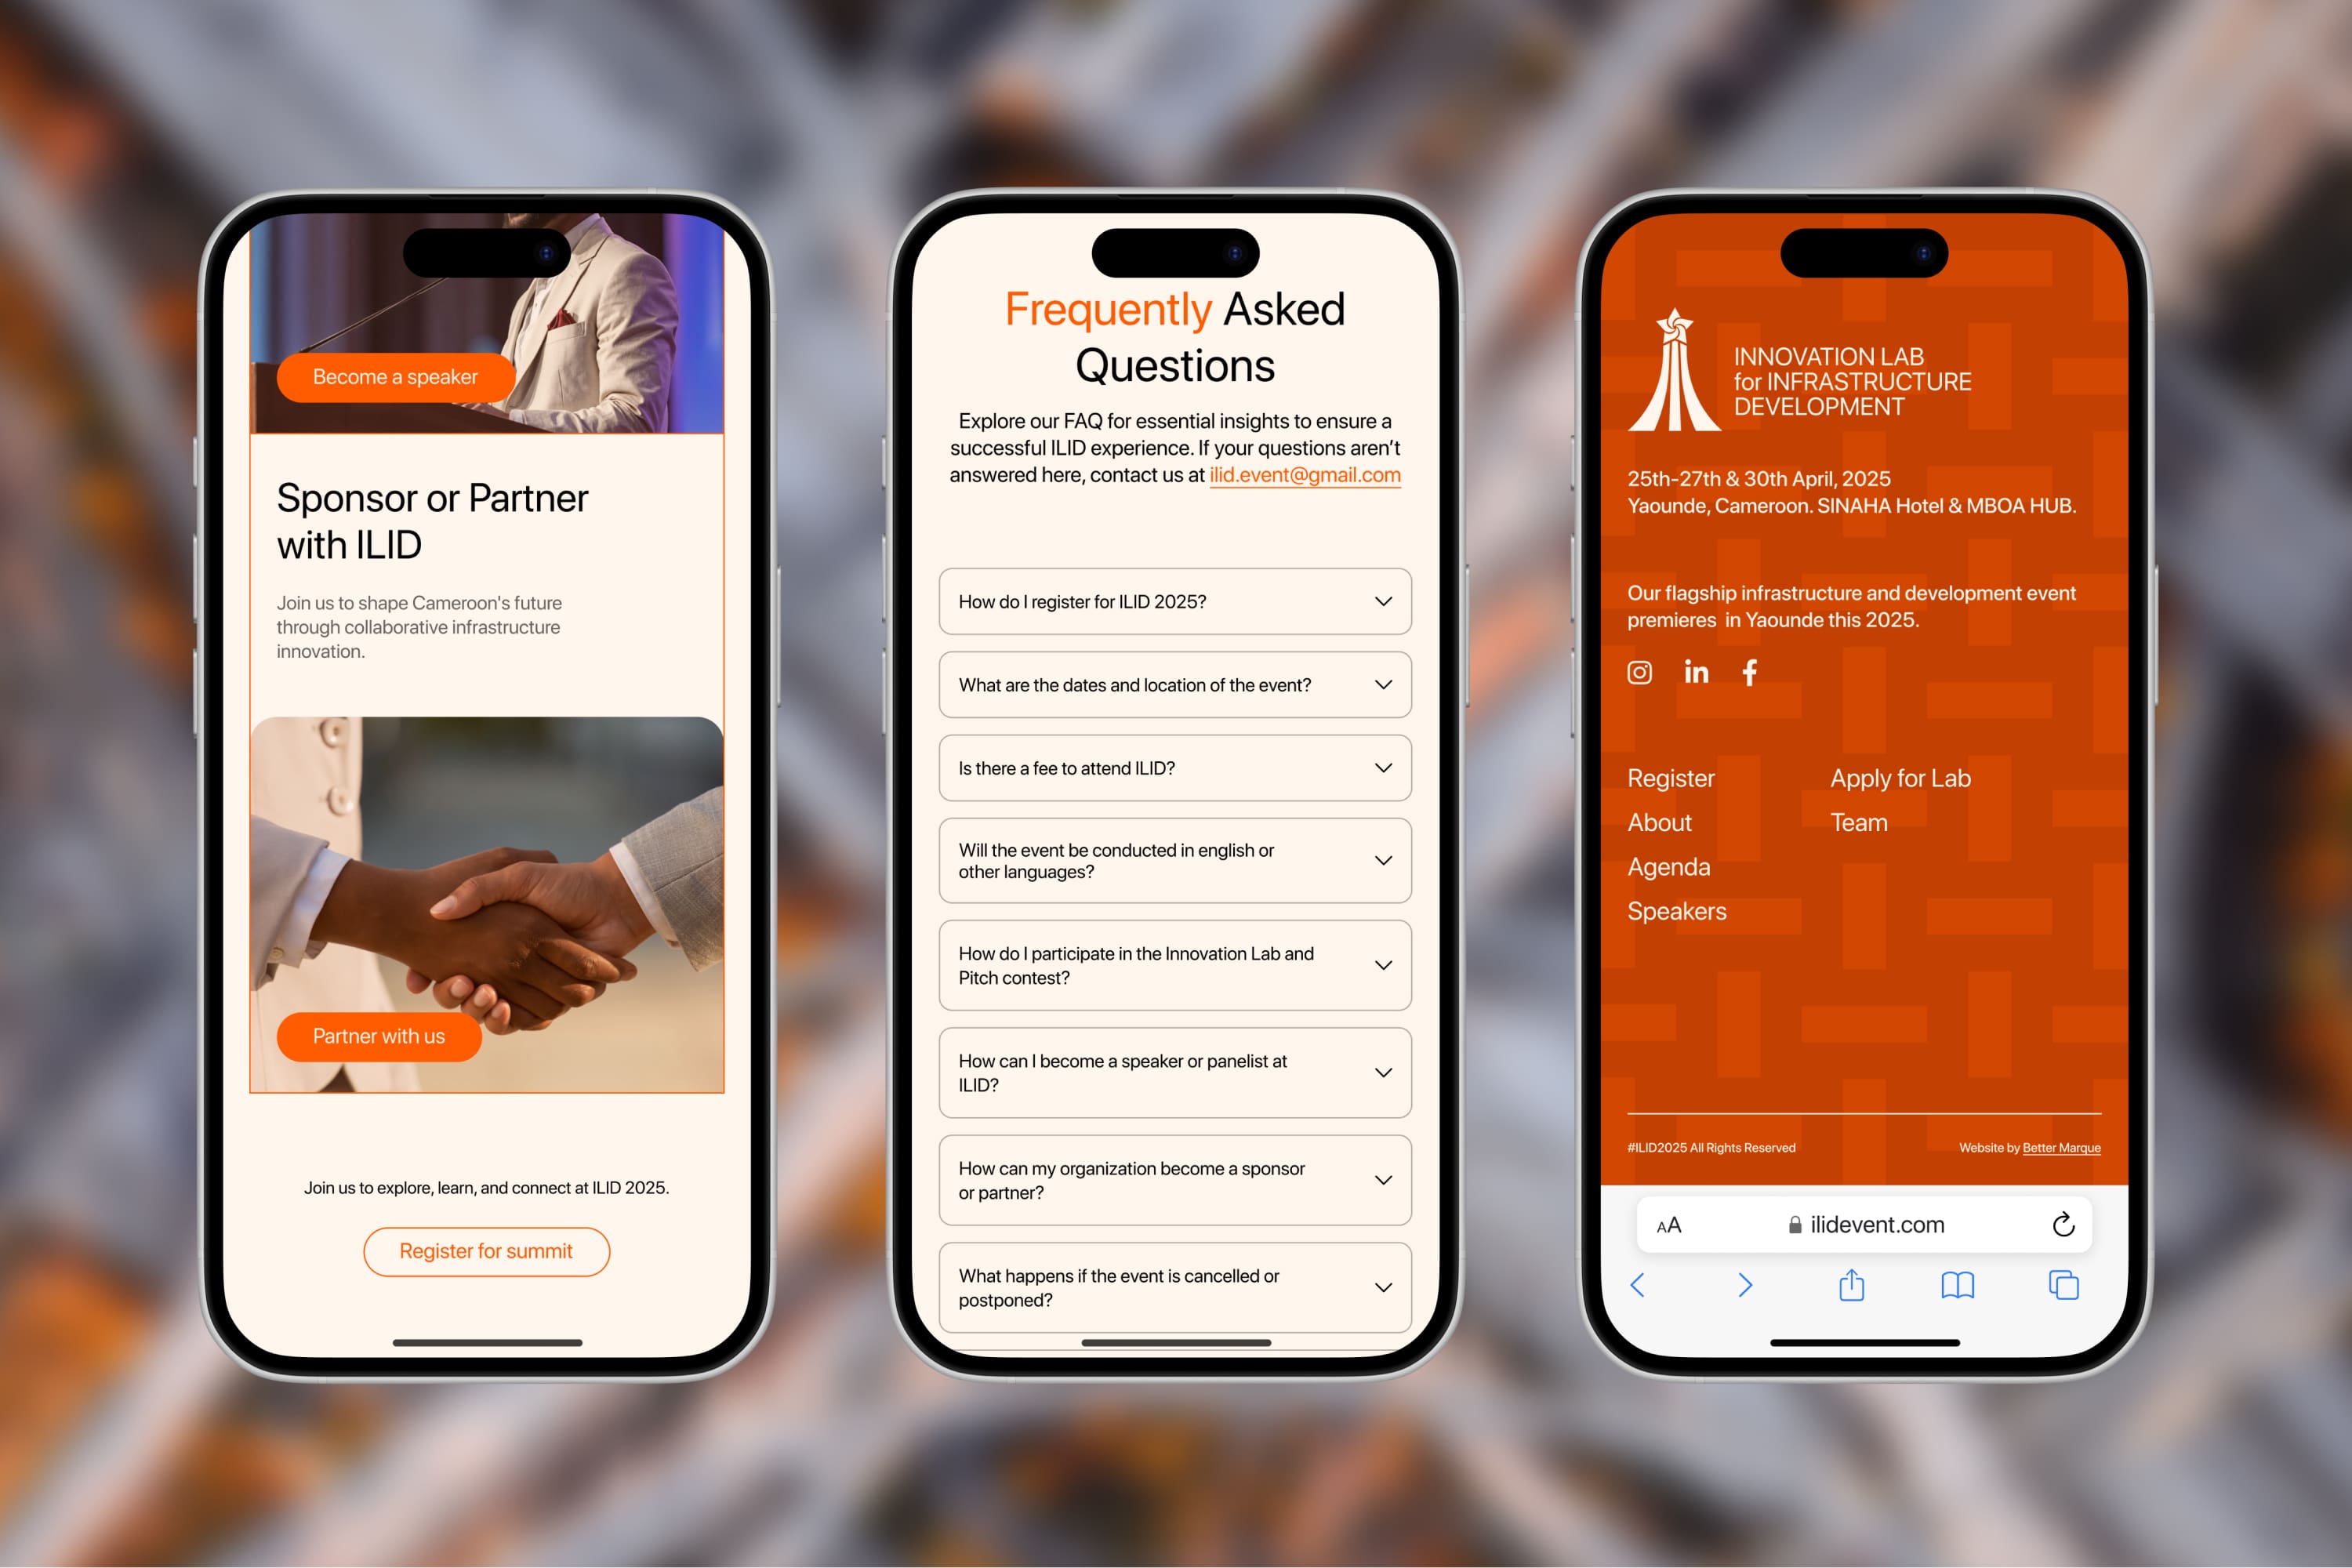 Become a speaker
Sponsor or Partner
with ILID
Join us to shape Cameroon's future
through collaborative infrastructure
innovation.
Partner with us
Join us to explore, learn, and connect at ILID 2025.
Register for summit
Frequently Asked
Questions
Explore our FAQ for essential insights to ensure a
successful ILID experience. If your questions aren’t
answered here, contact us at ilid.event@gmail.com
How do I register for ILID 2025?
What are the dates and location of the event?
Is there a fee to attend ILID?
Will the event be conducted in english or
other languages?
How do I participate in the Innovation Lab and
Pitch contest?
How can I become a speaker or panelist at
ILID?
How can my organization become a sponsor
or partner?
What happens if the event is cancelled or
postponed?
INNOVATION LAB
for INFRASTRUCTURE
DEVELOPMENT
25th-27th & 30th April, 2025
Yaounde, Cameroon. SINAHA Hotel & MBOA HUB.
Our flagship infrastructure and development event
premieres  in Yaounde this 2025.
in f
Register Apply for Lab
About Team
Agenda
Speakers
#ILID2025 All Rights Reserved Website by Better Marque
AA ilidevent.com